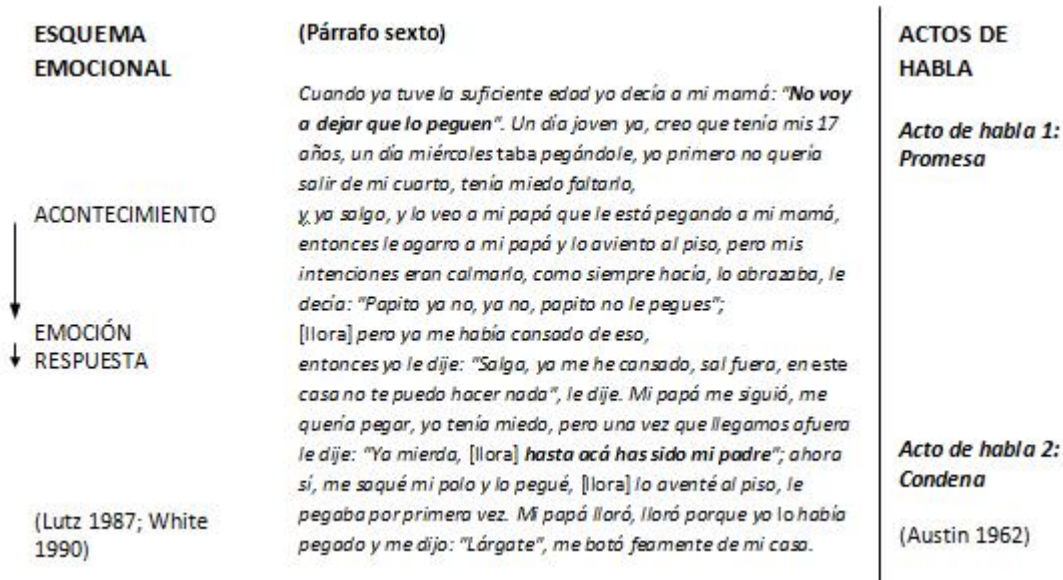 ESQUEMA
EMOCIONAL
ACONTECIMIENTO
EMOCIÓN
RESPUESTA
(Lutz 1987; White
1990)
(Párrafo sexto)
Cuando ya tuve la suficiente edad yo decía a mi mamá: "No voy
a dejar que lo peguen". Un día joven ya, creo que tenía mis 17
años, un día miércoles taba pegándole, yo primero no quería
salir de mi cuarto, tenía miedo faltarlo,
y ya salgo, y lo veo a mi papá que le está pegando a mi mamá,
entonces le agarro a mi papá y lo aviento al piso, pero mis
intenciones eran calmarlo, como siempre hacía, lo abrazaba, le
decía: "Papito ya no, ya no, papito no le pegues";
[llora] pero ya me había cansado de eso,
entonces yo le dije: "Salga, ya me he cansado, sal fuera, en este
casa no te puedo hacer nada", le dije. Mi papá me siguió, me
quería pegar, yo tenía miedo, pero una vez que llegamos afuera
le dije: "Ya mierda, [llora] hasta acá has sido mi padre"; ahora
sí, me saqué mi polo y lo pegué, [llora] lo aventé al piso, le
pegaba por primera vez. Mi papá lloró, lloró porque yo lo había
pegado y me dijo: "Lárgate", me botó feamente de mi casa.
ACTOS DE
HABLA
Acto de habla 1:
Promesa
Acto de habla 2:
Condena
(Austin 1962)